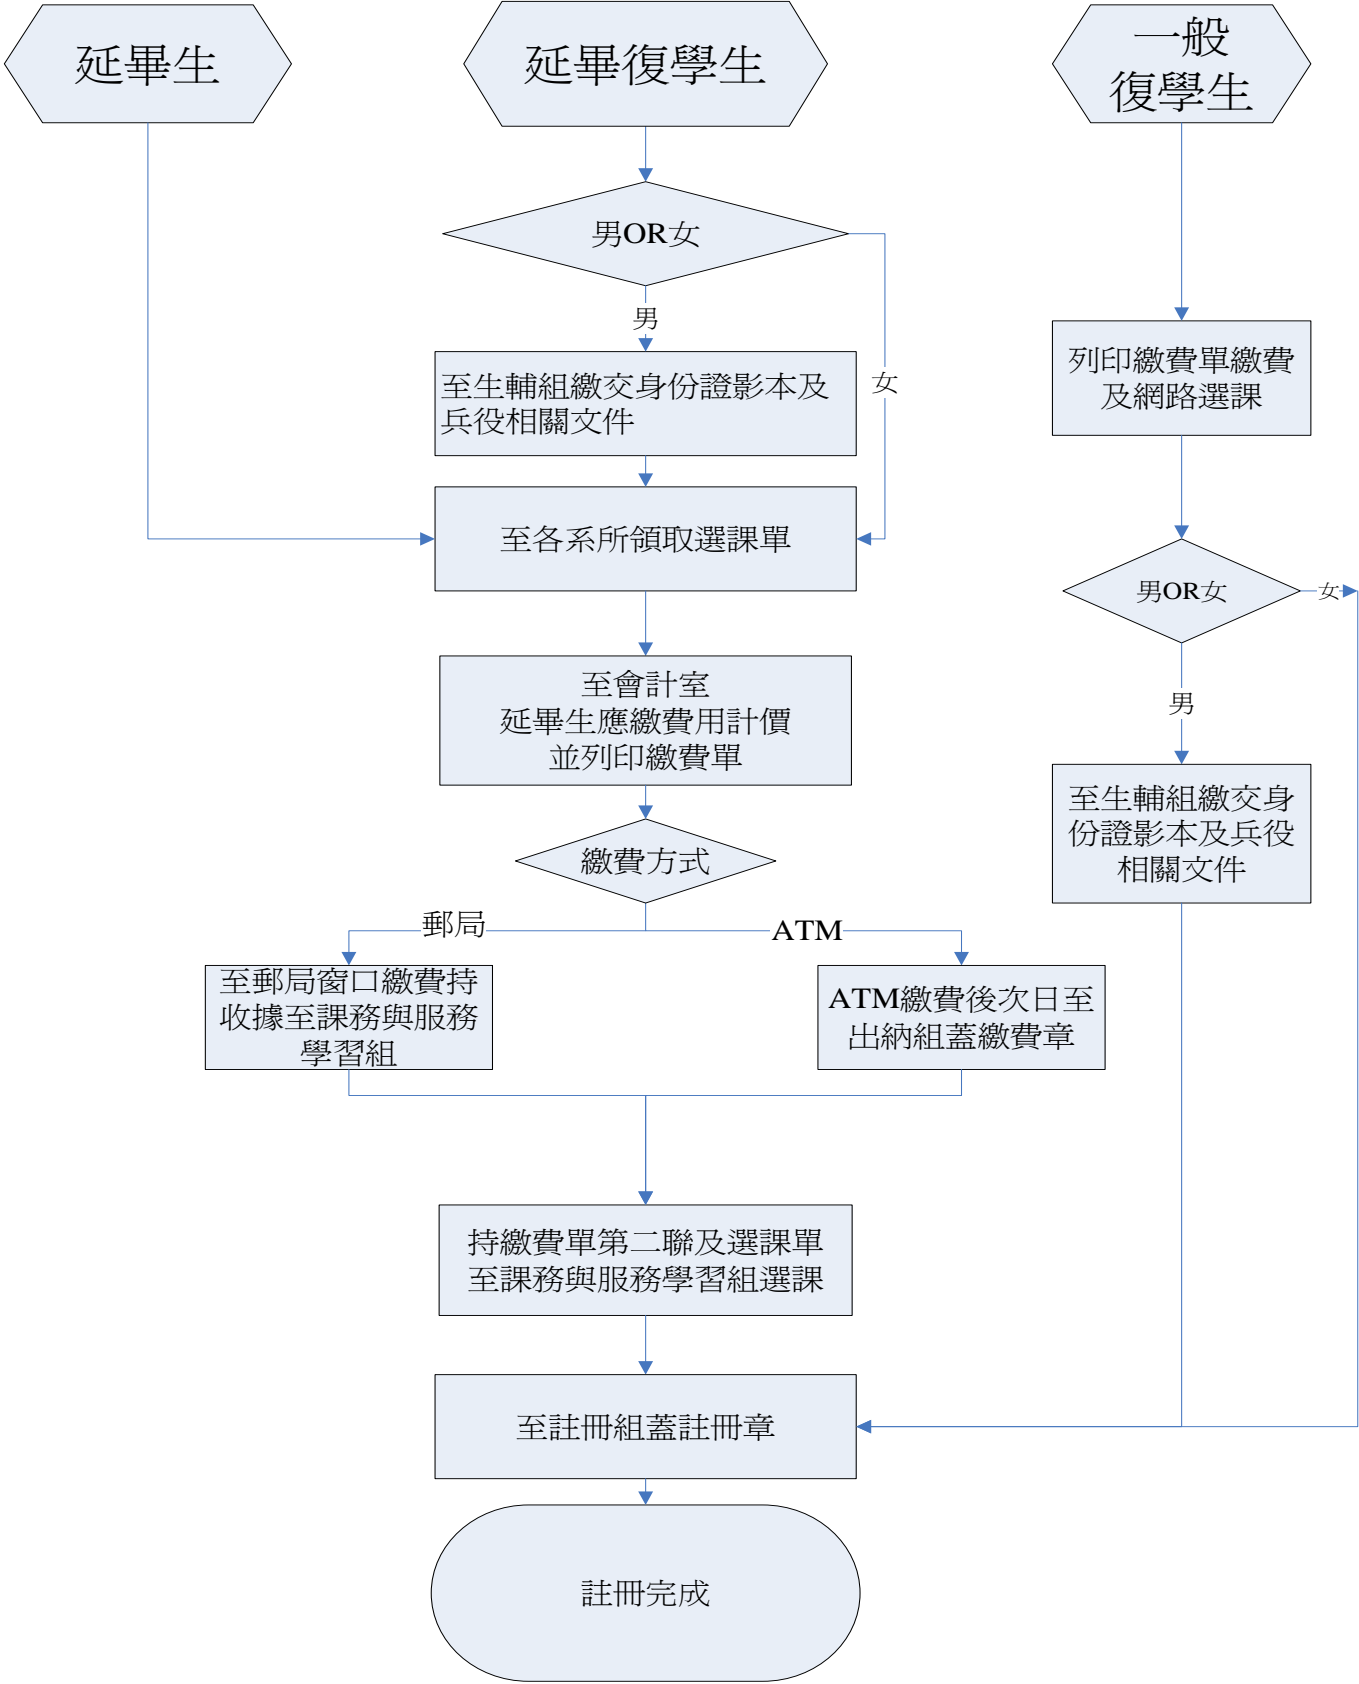 延畢生
延畢復學生
一般
復學生
男OR女
男
女
至生輔組繳交身份證影本及
兵役相關文件
列印繳費單繳費
及網路選課
至各系所領取選課單
男OR女
女
男
至會計室
延畢生應繳費用計價
並列印繳費單
至生輔組繳交身
份證影本及兵役
相關文件
繳費方式
郵局
ATM
至郵局窗口繳費持
收據至課務與服務
學習組
ATM繳費後次日至
出納組蓋繳費章
持繳費單第二聯及選課單
至課務與服務學習組選課
至註冊組蓋註冊章
註冊完成